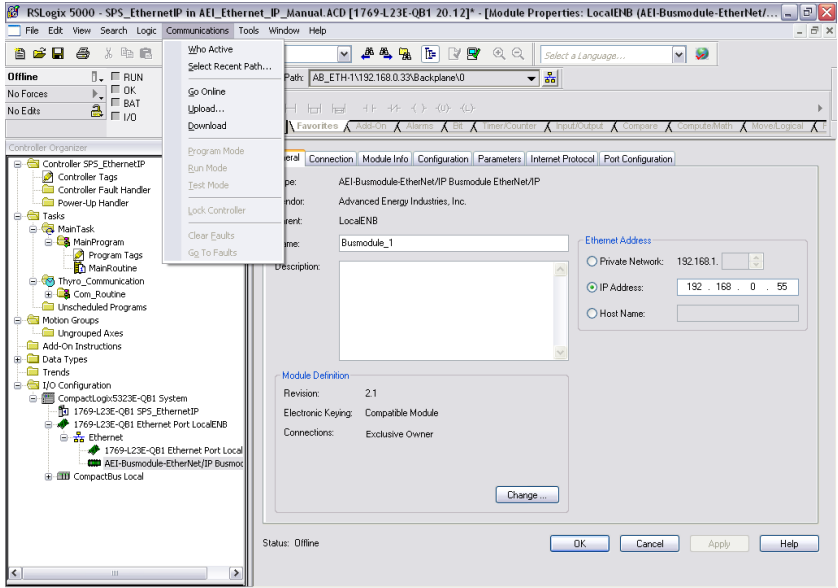 RSLogix 5000 - SPS_EthernetIP in AEI_Ethernet_IP_Manual.ACD [1769-L23E-QB1 20.12]* - [Module Properties: LocalENB (AEI-Busmodule-EtherNet/...
File Edit View Search Logic Communications Tools Window Help
Who Active
Select Recent Path...
Go Online
Upload...
Download
Program Mode
Run Mode
Test Mode
Lock Controller
Clear Faults
Go To Faults
Select a Language...
Offline
RUN
No Forces
OK
No Edits
BAT
I/O
Path: AB_ETH-1\192.168.0.33\Backplane\0
Favorites Add-On Alarms Bit Timer/Counter Input/Output Compare Compute/Math Move/Logical
Controller Organizer
Controller SPS_EthernetIP
Controller Tags
Controller Fault Handler
Power-Up Handler
Tasks
MainTask
MainProgram
Program Tags
MainRoutine
Thyro_Communication
Com_Routine
Unscheduled Programs
Motion Groups
Ungrouped Axes
Add-On Instructions
Data Types
Trends
I/O Configuration
CompactLogix5323E-QB1 System
1769-L23E-QB1 SPS_EthernetIP
1769-L23E-QB1 Ethernet Port LocalENB
Ethernet
1769-L23E-QB1 Ethernet Port Local
AEI-Busmodule-EtherNet/IP Busmo
CompactBus Local
eral Connection Module Info Configuration Parameters Internet Protocol Port Configuration
pe: AEI-Busmodule-EtherNet/IP Busmodule EtherNet/IP
ndor: Advanced Energy Industries, Inc.
rent: LocalENB
me: Busmodule_1
Description:
Ethernet Address
Private Network: 192.168.1.
IP Address: 192 . 168 . 0 . 55
Host Name:
Module Definition
Revision: 2.1
Electronic Keying: Compatible Module
Connections: Exclusive Owner
Change ...
Status: Offline
OK Cancel Apply Help